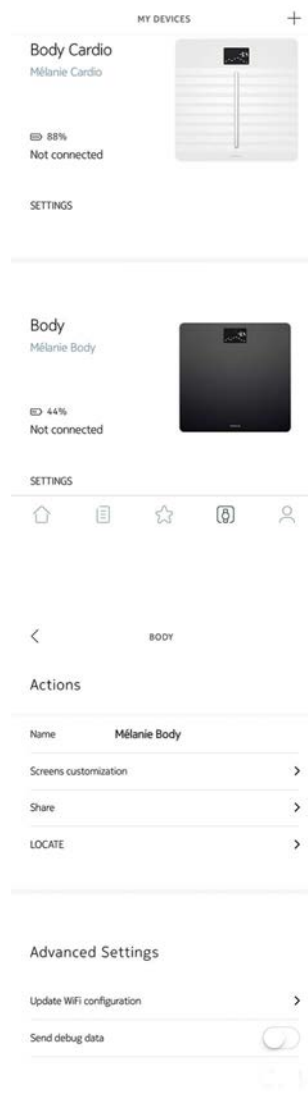 MY DEVICES
Body Cardio
Mélanie Cardio
88%
Not connected
SETTINGS
Body
Mélanie Body
44%
Not connected
SETTINGS
BODY
Actions
Name Mélanie Body
Screens customization
Share
LOCATE
Advanced Settings
Update WiFi configuration
Send debug data